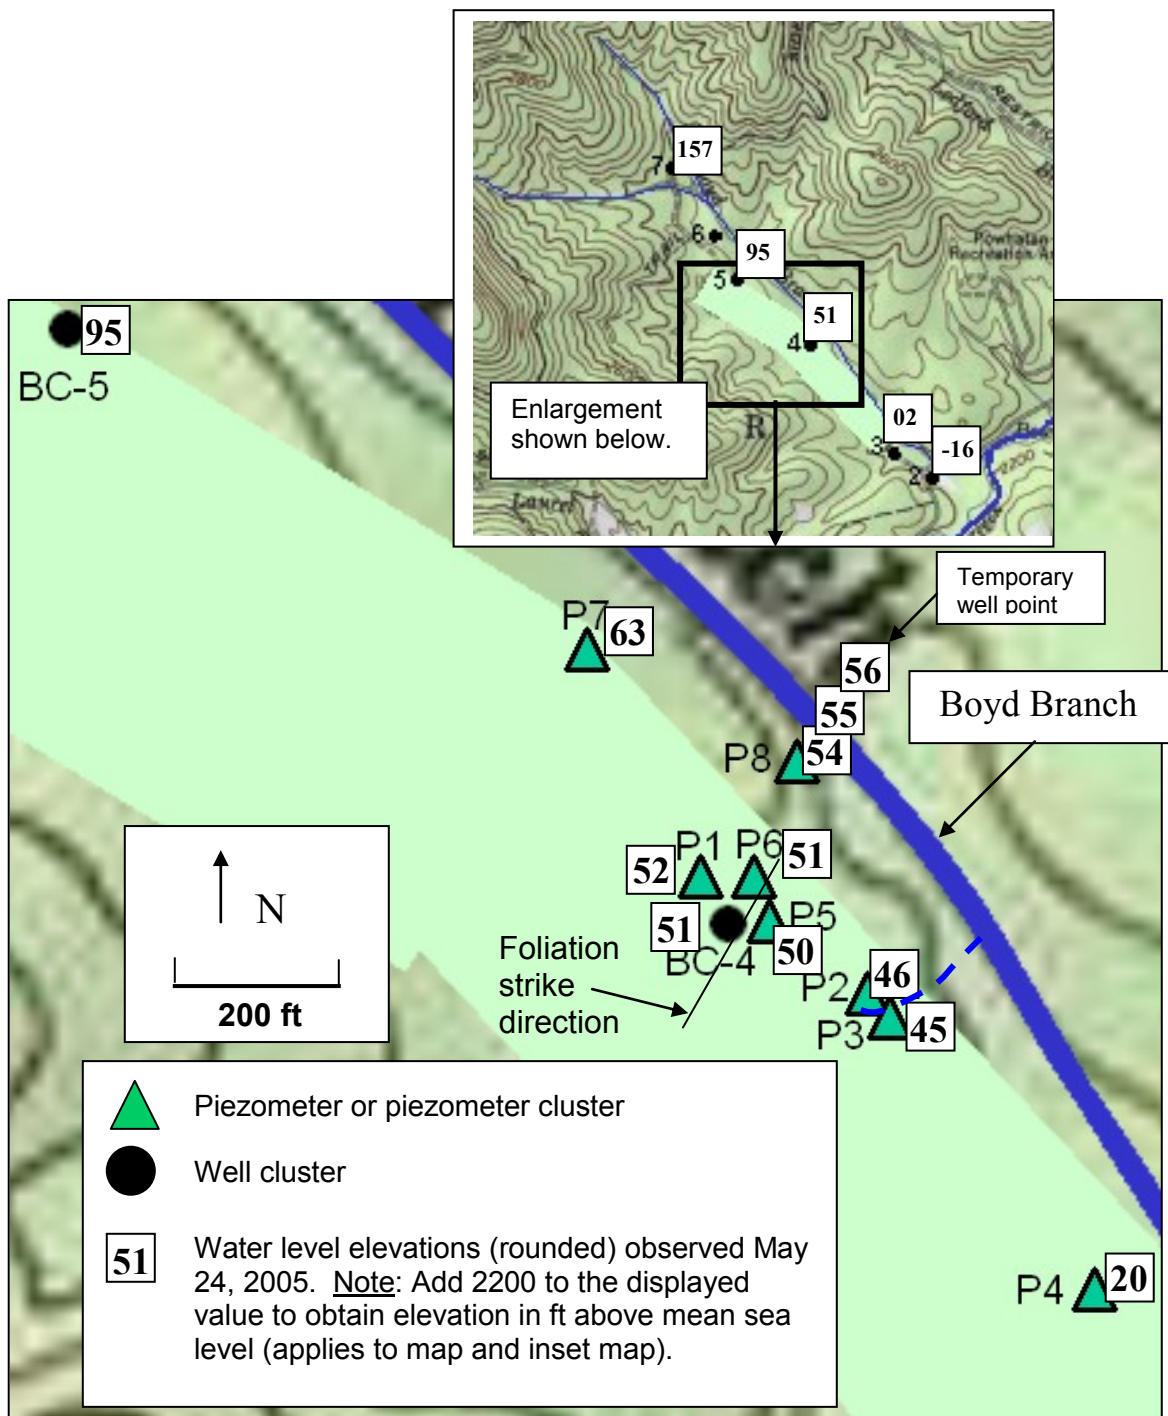 157
7
6
95
5
51
4
02
3
-16
2
2600
Ledford
Powhatan
Recreation
2200
R
TRAIL
Enlargement
shown below.
95
BC-5
P7
63
Temporary
well point
56
55
54
P8
Boyd Branch
P1
P6
52
51
51
P5
BC-4
50
Foliation
strike
direction
P2
46
P3
45
N
200 ft
P4
20
Piezometer or piezometer cluster
Well cluster
51
Water level elevations (rounded) observed May
24, 2005. Note: Add 2200 to the displayed
value to obtain elevation in ft above mean sea
level (applies to map and inset map).